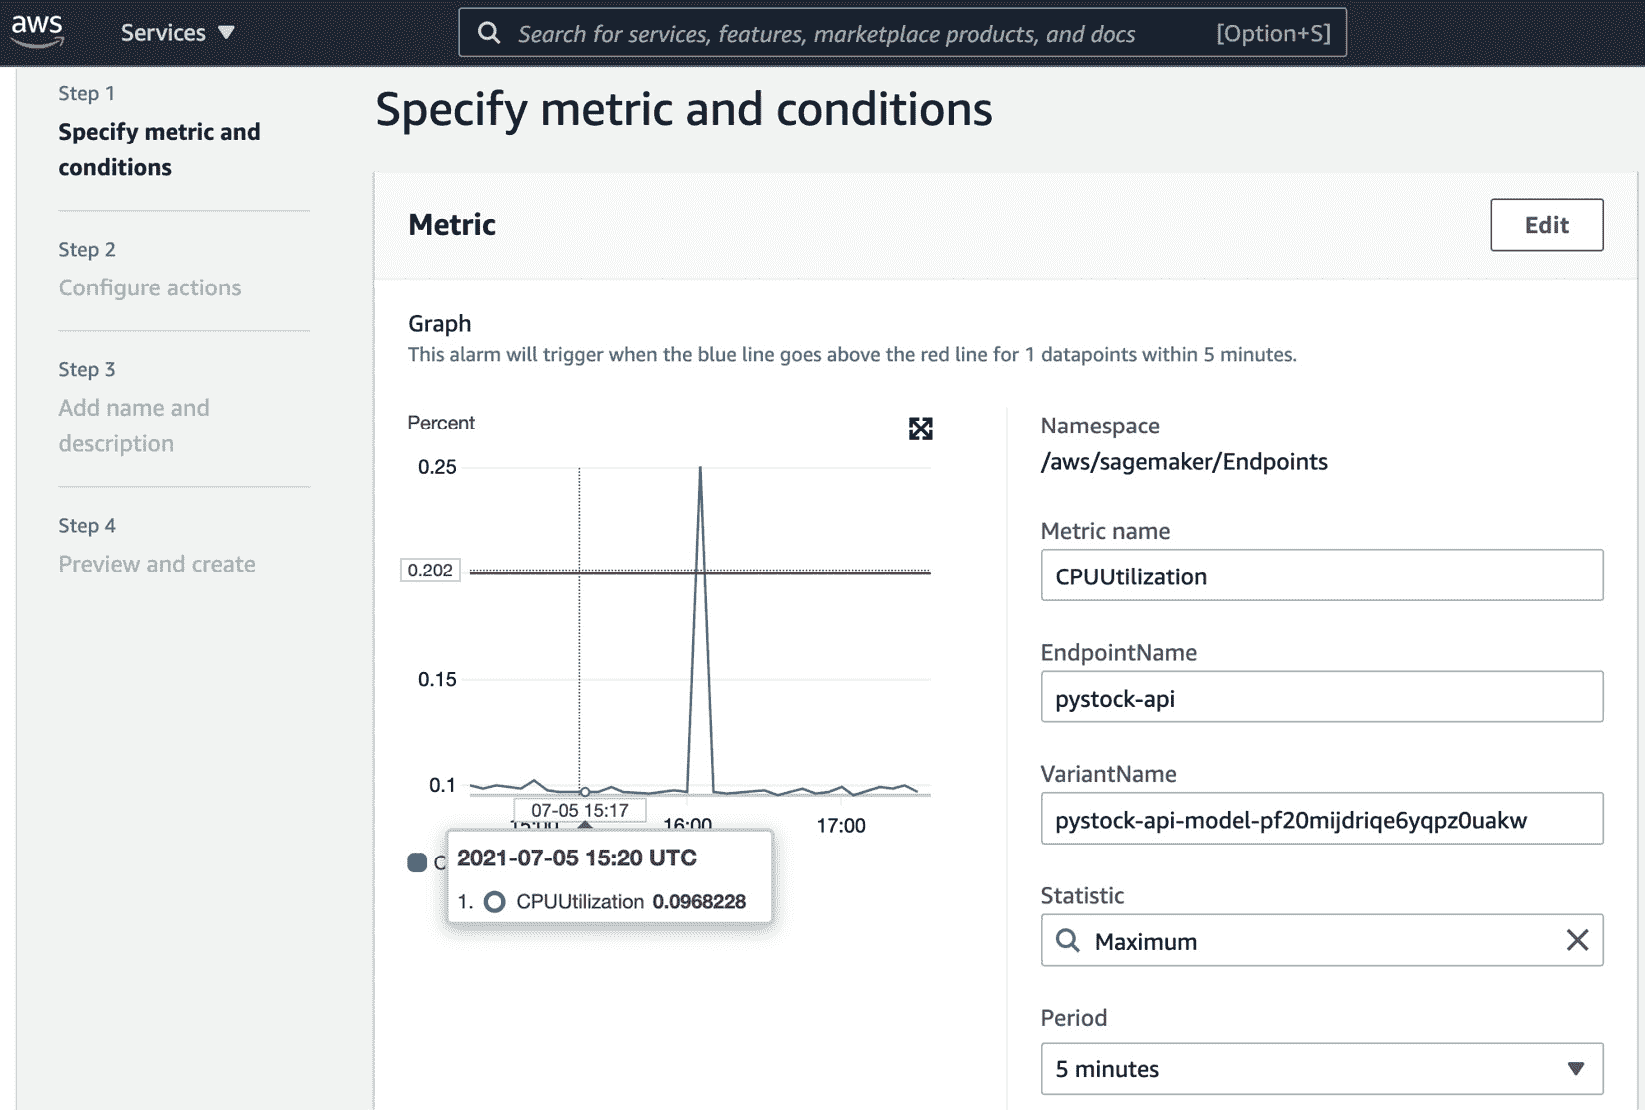 aws
Services
Search for services, features, marketplace products, and docs [Option+S]
Step 1
Specify metric and
conditions
Step 2
Configure actions
Step 3
Add name and
description
Step 4
Preview and create
Specify metric and conditions
Metric
Edit
Graph
This alarm will trigger when the blue line goes above the red line for 1 datapoints within 5 minutes.
Percent
0.25
0.202
0.15
0.1
07-05 15:17
15:00 16:00 17:00
2021-07-05 15:20 UTC
1. CPUUtilization 0.0968228
Namespace
/aws/sagemaker/Endpoints
Metric name
CPUUtilization
EndpointName
pystock-api
VariantName
pystock-api-model-pf20mijdriqe6yqpz0uakw
Statistic
Maximum
Period
5 minutes